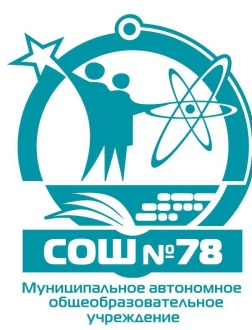 СОШ №78
Муниципальное автономное
общеобразовательное
учреждение